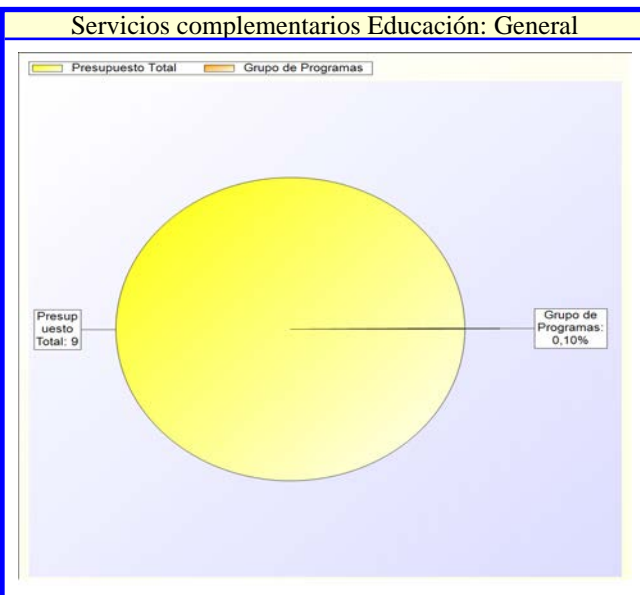 Servicios complementarios Educación: General
Presupuesto Total Grupo de Programas
Presup
uesto
Total: 9
Grupo de
Programas:
0,10%